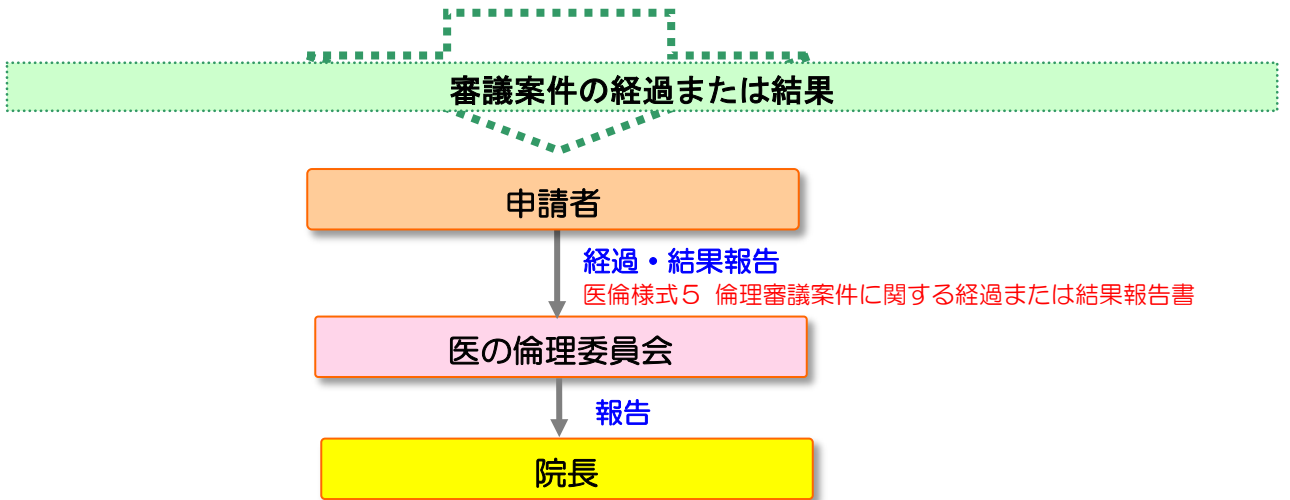 審議案件の経過または結果
申請者
経過・結果報告
医倫様式５ 倫理審議案件に関する経過または結果報告書
医の倫理委員会
報告
院長